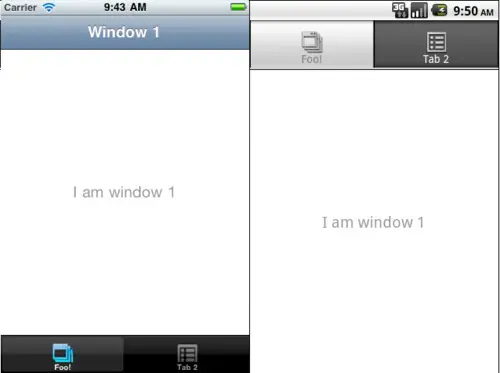 Carrier 9:43 AM
Window 1
I am window 1
Foo! Tab 2
3G 9:50 AM
Foo! Tab 2
I am window 1